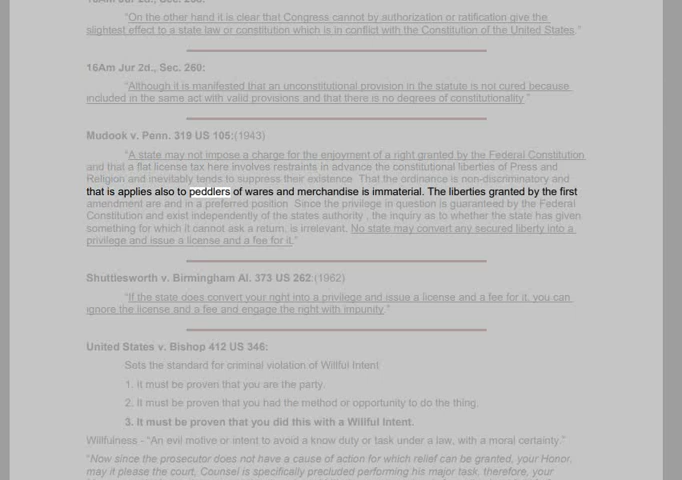 16Am Jur 2d., Sec. 258:
"On the other hand it is clear that Congress cannot by authorization or ratification give the
slightest effect to a state law or constitution which is in conflict with the Constitution of the United States."
16Am Jur 2d., Sec. 260:
"Although it is manifested that an unconstitutional provision in the statute is not cured because
included in the same act with valid provisions and that there is no degrees of constitutionality."
Mudook v. Penn. 319 US 105:(1943)
"A state may not impose a charge for the enjoyment of a right granted by the Federal Constitution
and that a flat license tax here involves restraints in advance the constitutional liberties of Press and
Religion and inevitably tends to suppress their existence. That the ordinance is non-discriminatory and
that is applies also to peddlers of wares and merchandise is immaterial. The liberties granted by the first
amendment are and in a preferred position. Since the privilege in question is guaranteed by the Federal
Constitution and exist independently of the states authority , the inquiry as to whether the state has given
something for which it cannot ask a return, is irrelevant. No state may convert any secured liberty into a
privilege and issue a license and a fee for it."
Shuttlesworth v. Birmingham Al. 373 US 262:(1962)
"If the state does convert your right into a privilege and issue a license and a fee for it, you can
ignore the license and a fee and engage the right with impunity."
United States v. Bishop 412 US 346:
Sets the standard for criminal violation of Willful Intent
1. it must be proven that you are the party.
2. It must be proven that you had the method or opportunity to do the thing.
3. It must be proven that you did this with a Willful Intent.
Willfulness - "An evil motive or intent to avoid a know duty or task under a law, with a moral certainty."
"Now since the prosecutor does not have a cause of action for which relief can be granted, your Honor,
may it please the court, Counsel is specifically precluded performing his major task, therefore, your